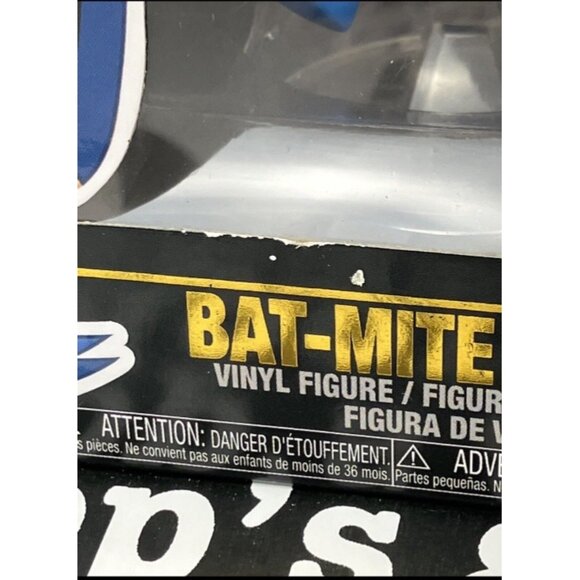 BAT-MITE
VINYL FIGURE / FIGUR
FIGURA DE
ATTENTION: DANGER D'ÉTOUFFEMENT.
pièces. Ne convient pas aux enfants de moins de 36 mois.
ADVE
Partes pequeñas. N
p's